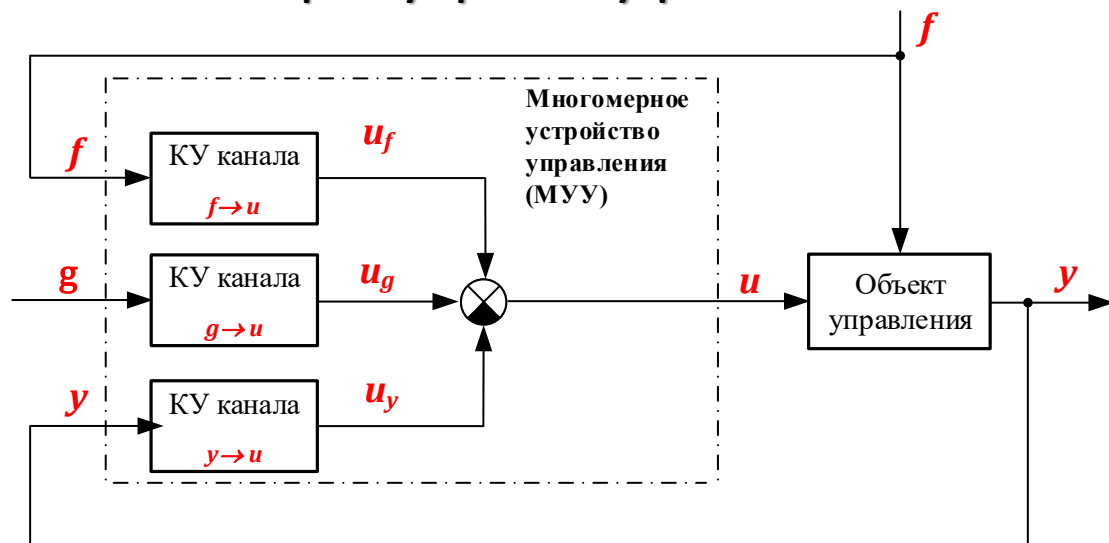 f
Многомерное
устройство
управления
(МУУ)
f
КУ канала
f→u
u_f
g
КУ канала
g→u
u_g
u
Объект
управления
y
y
КУ канала
y→u
u_y